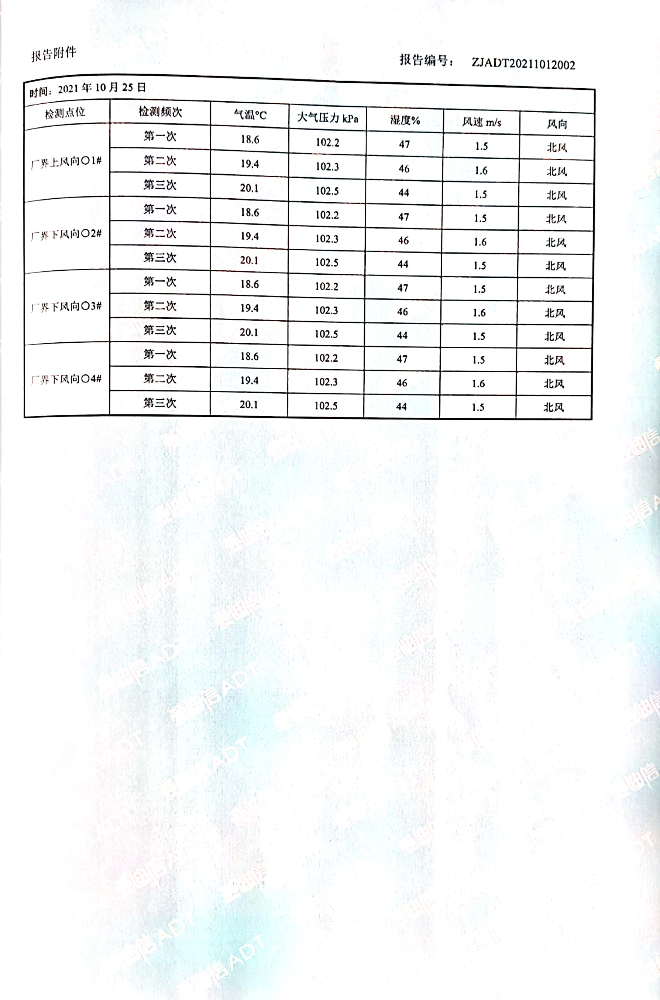 报告附件
报告编号： ZJADT20211012002
时间：2021 年 10 月 25 日
检测点位 检测频次 气温℃ 大气压力 kPa 湿度% 风速 m/s 风向
厂界上风向〇1# 第一次 18.6 102.2 47 1.5 北风
第二次 19.4 102.3 46 1.6 北风
第三次 20.1 102.5 44 1.5 北风
厂界下风向〇2# 第一次 18.6 102.2 47 1.5 北风
第二次 19.4 102.3 46 1.6 北风
第三次 20.1 102.5 44 1.5 北风
厂界下风向〇3# 第一次 18.6 102.2 47 1.5 北风
第二次 19.4 102.3 46 1.6 北风
第三次 20.1 102.5 44 1.5 北风
厂界下风向〇4# 第一次 18.6 102.2 47 1.5 北风
第二次 19.4 102.3 46 1.6 北风
第三次 20.1 102.5 44 1.5 北风